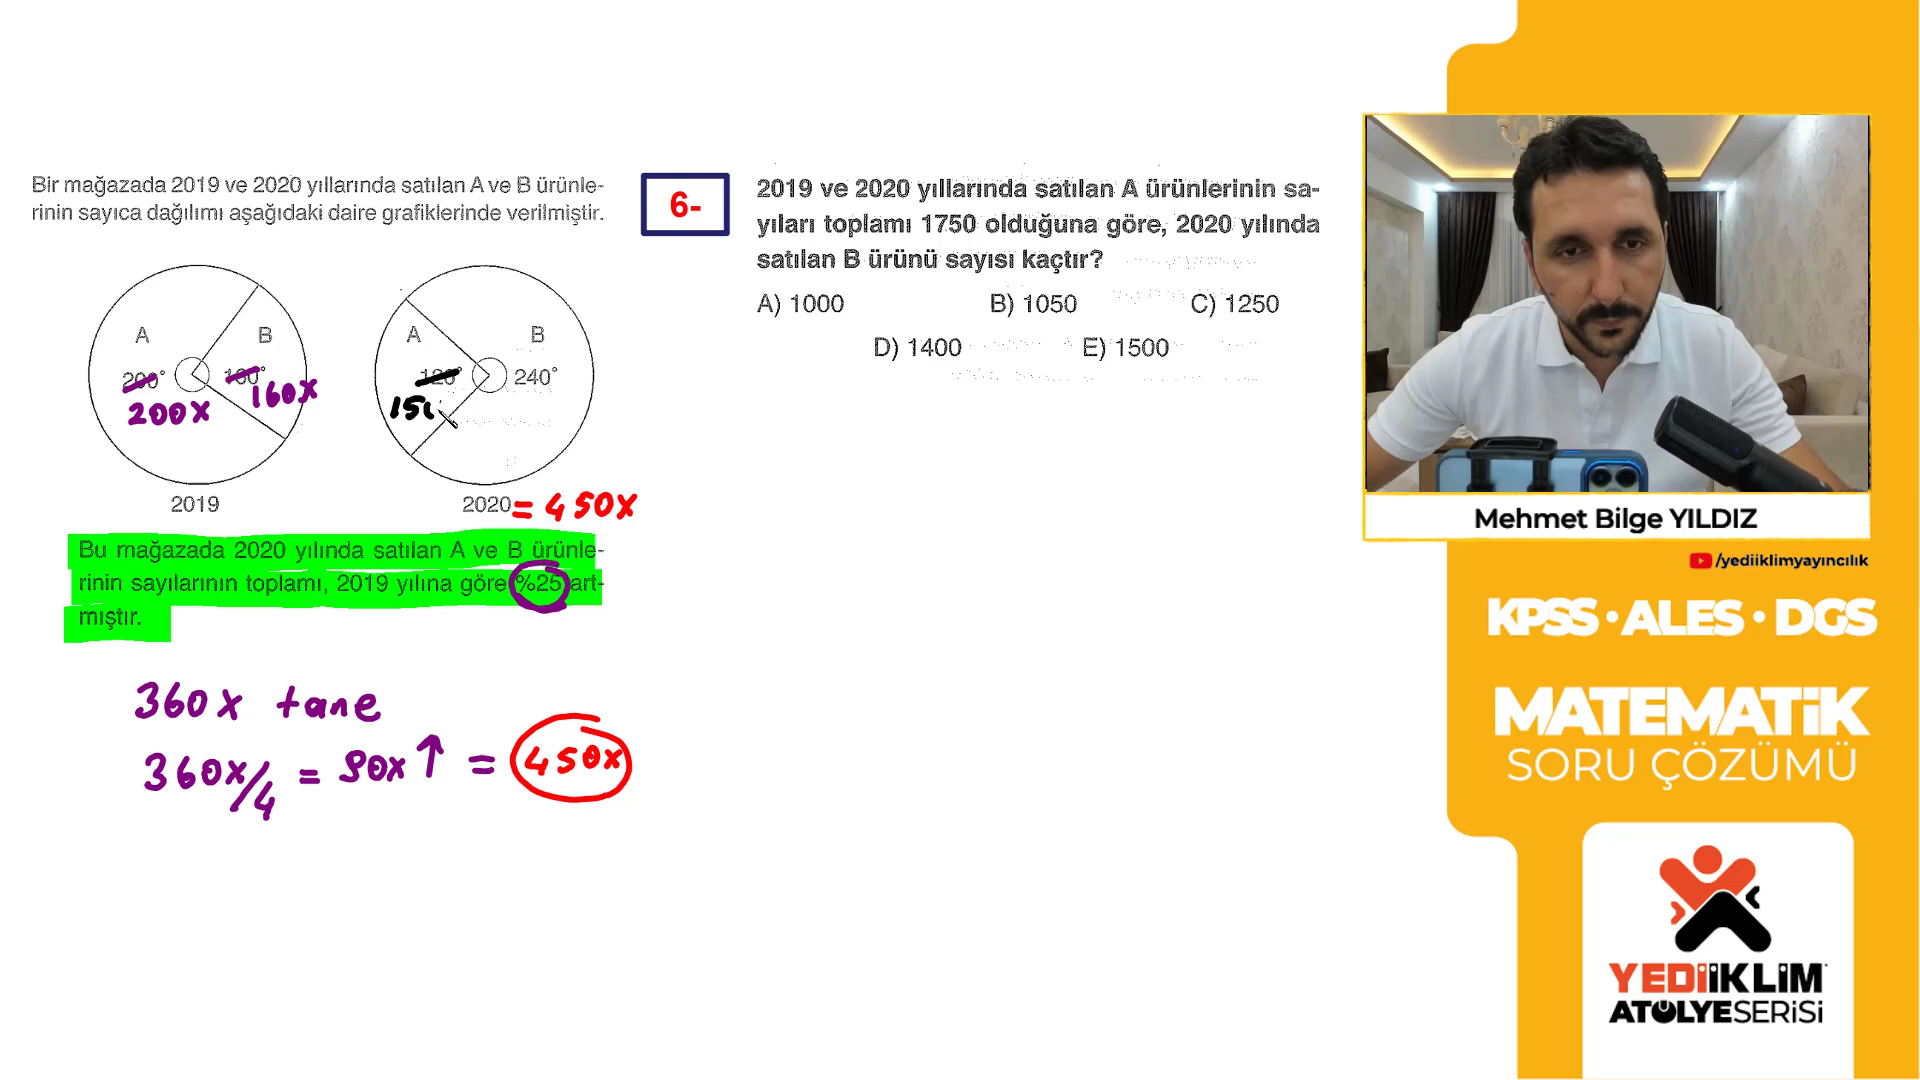 Bir mağazada 2019 ve 2020 yıllarında satılan A ve B ürünle-
rinin sayıca dağılımı aşağıdaki daire grafiklerinde verilmiştir.
A
B
200°
160°
200x
160x
2019
A
B
120°
240°
150
2020 = 450x
Bu mağazada 2020 yılında satılan A ve B ürünle-
rinin sayılarının toplamı, 2019 yılına göre %25 art-
mıştır.
360x tane
360x/4 = 90x ↑ = 450x
6-
2019 ve 2020 yıllarında satılan A ürünlerinin sa-
yıları toplamı 1750 olduğuna göre, 2020 yılında
satılan B ürünü sayısı kaçtır?
A) 1000 B) 1050 C) 1250
D) 1400 E) 1500
Mehmet Bilge YILDIZ
/yediiklimyayıncılık
KPSS • ALES • DGS
MATEMATİK
SORU ÇÖZÜMÜ
YEDİİKLİM
ATÖLYESERİSİ